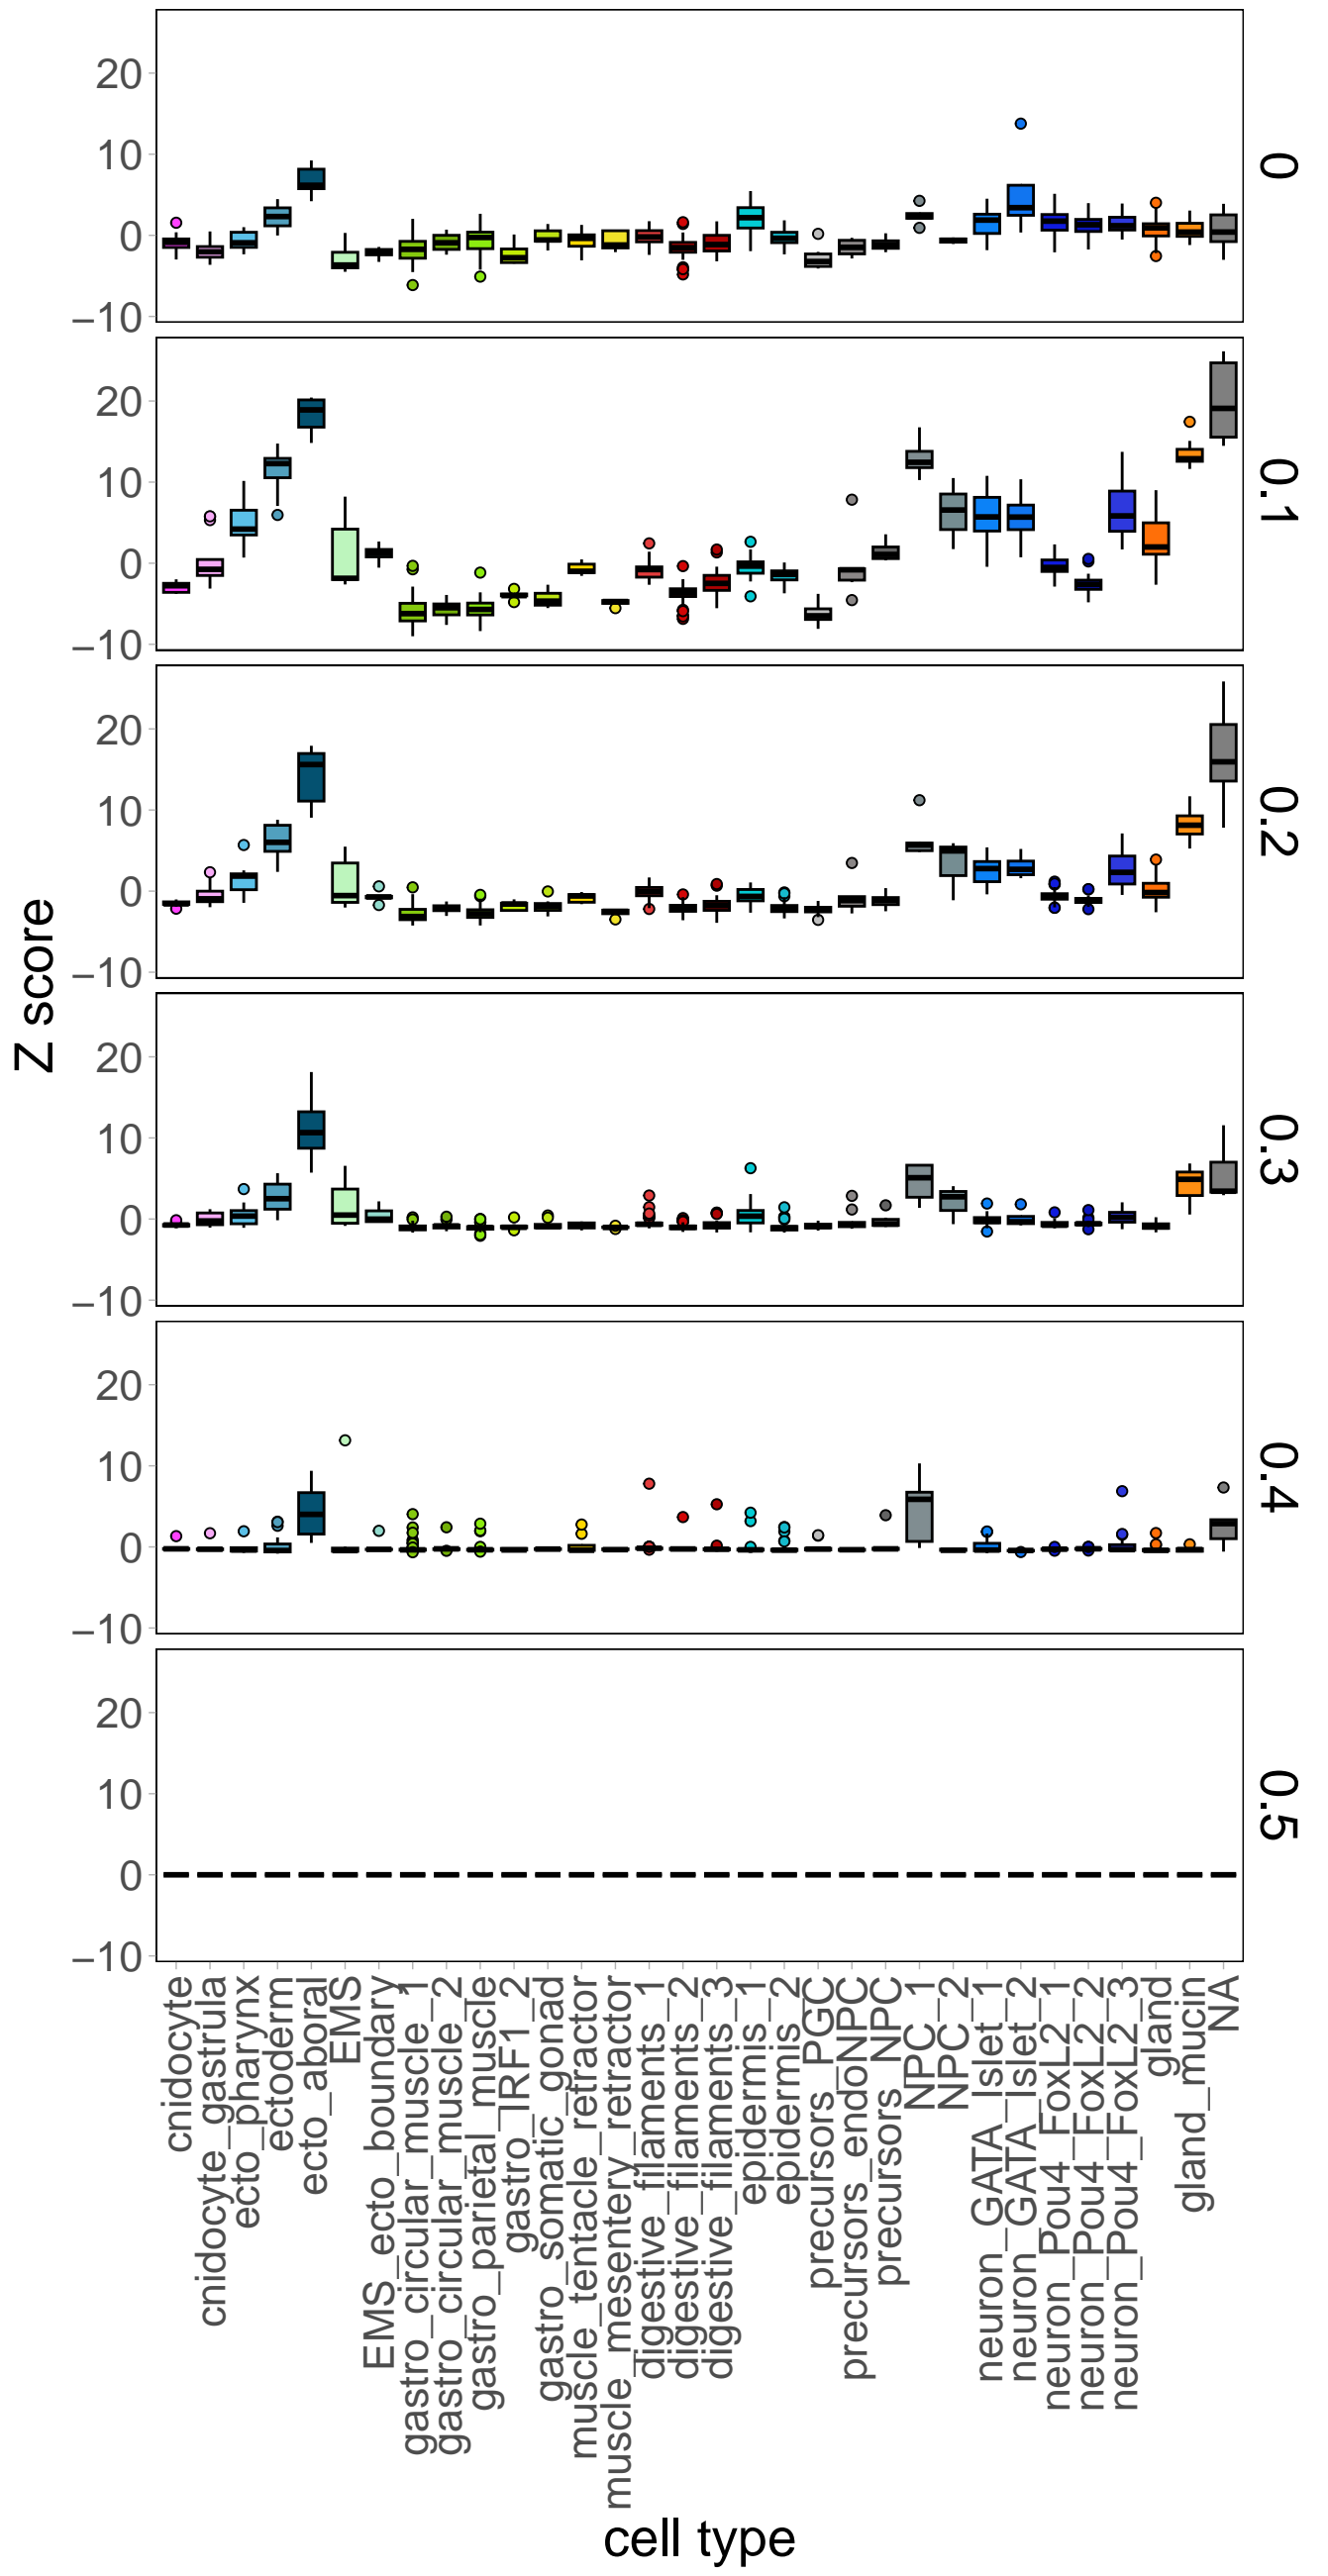 0
20
10
0
−10
0.1
20
10
0
−10
0.2
20
10
0
−10
0.3
20
10
0
−10
0.4
20
10
0
−10
0.5
20
10
0
−10
Z score
cnidocyte
cnidocyte_gastrula
ecto_pharynx
ectoderm
ecto_aboral
EMS
EMS_ecto_boundary
gastro_circular_muscle_1
gastro_circular_muscle_2
gastro_parietal_muscle
gastro_IRF1_2
gastro_somatic_gonad
muscle_tentacle_retractor
muscle_mesentery_retractor
digestive_filaments_1
digestive_filaments_2
digestive_filaments_3
epidermis_1
epidermis_2
precursors_PGC
precursors_endoNPC
precursors_NPC
NPC_1
NPC_2
neuron_GATA_Islet_1
neuron_GATA_Islet_2
neuron_Pou4_FoxL2_1
neuron_Pou4_FoxL2_2
neuron_Pou4_FoxL2_3
gland
gland_mucin
NA
cell type